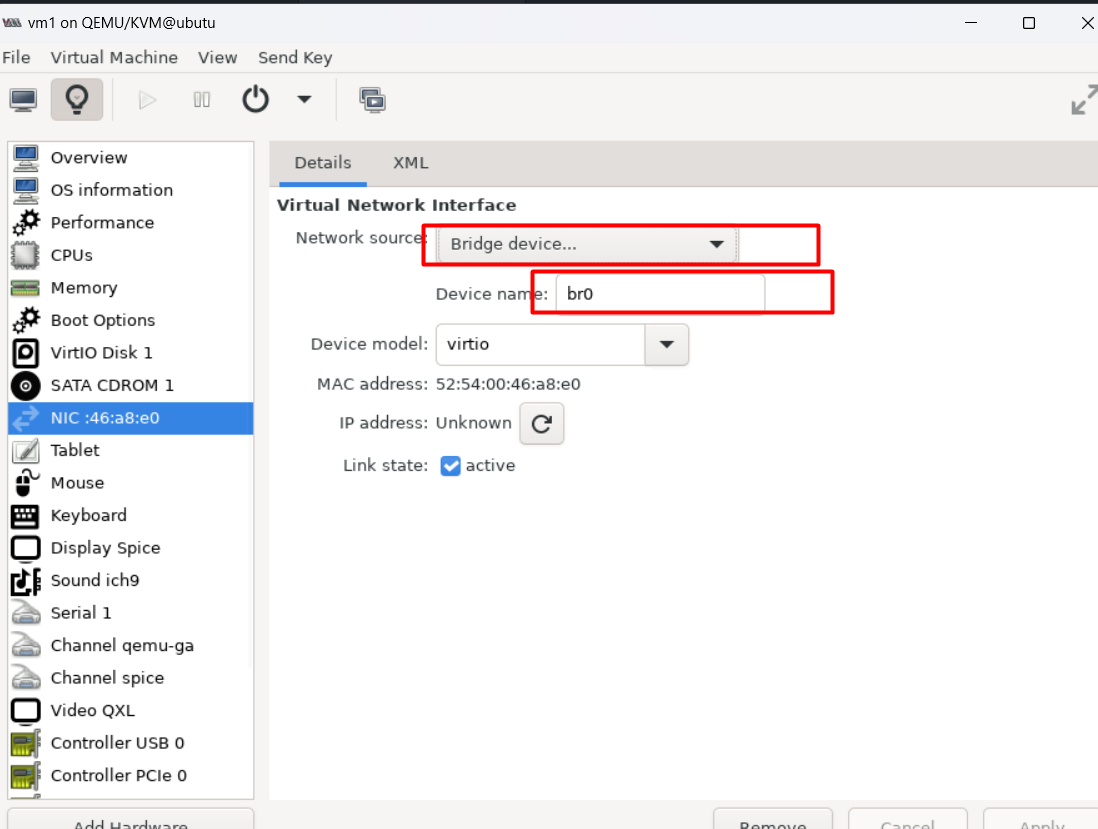 vm1 on QEMU/KVM@ubutu
File Virtual Machine View Send Key
Overview
OS information
Performance
CPUs
Memory
Boot Options
VirtIO Disk 1
SATA CDROM 1
NIC :46:a8:e0
Tablet
Mouse
Keyboard
Display Spice
Sound ich9
Serial 1
Channel qemu-ga
Channel spice
Video QXL
Controller USB 0
Controller PCIe 0
Add Hardware
Details XML
Virtual Network Interface
Network source: Bridge device...
Device name: br0
Device model: virtio
MAC address: 52:54:00:46:a8:e0
IP address: Unknown
Link state: active
Remove Cancel Apply